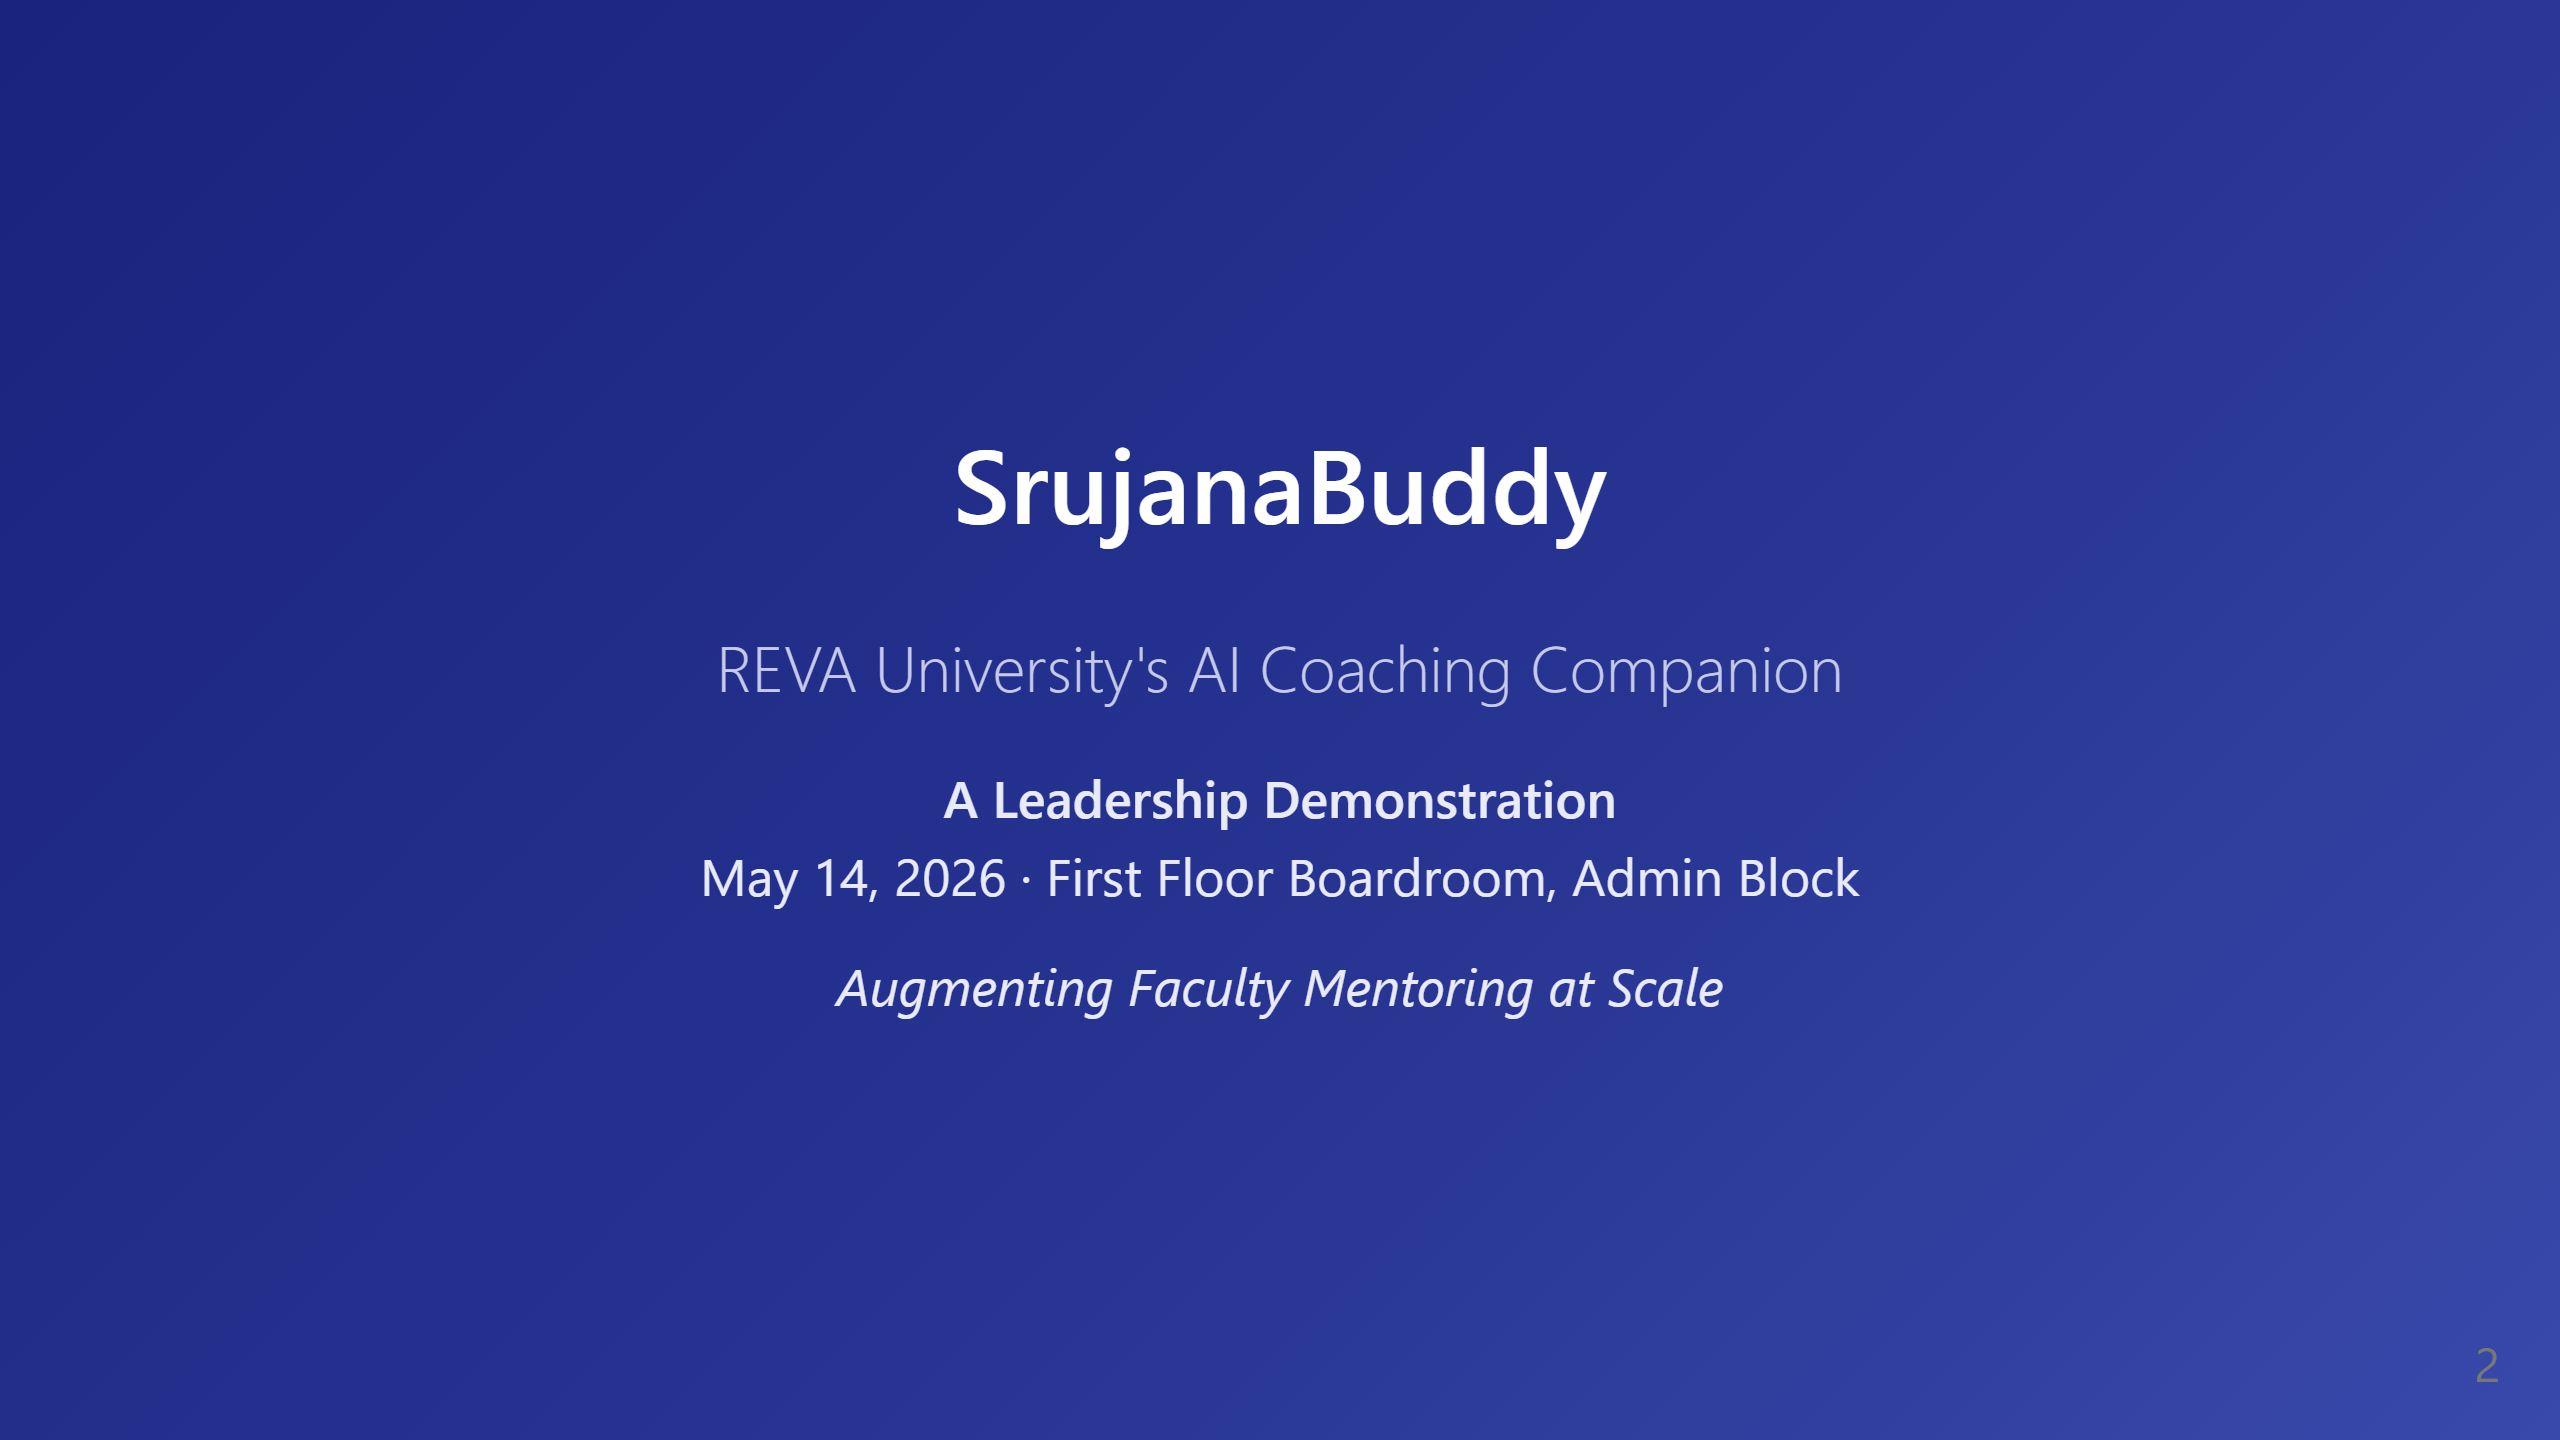 SrujanaBuddy
REVA University's AI Coaching Companion
A Leadership Demonstration
May 14, 2026 · First Floor Boardroom, Admin Block
Augmenting Faculty Mentoring at Scale
2